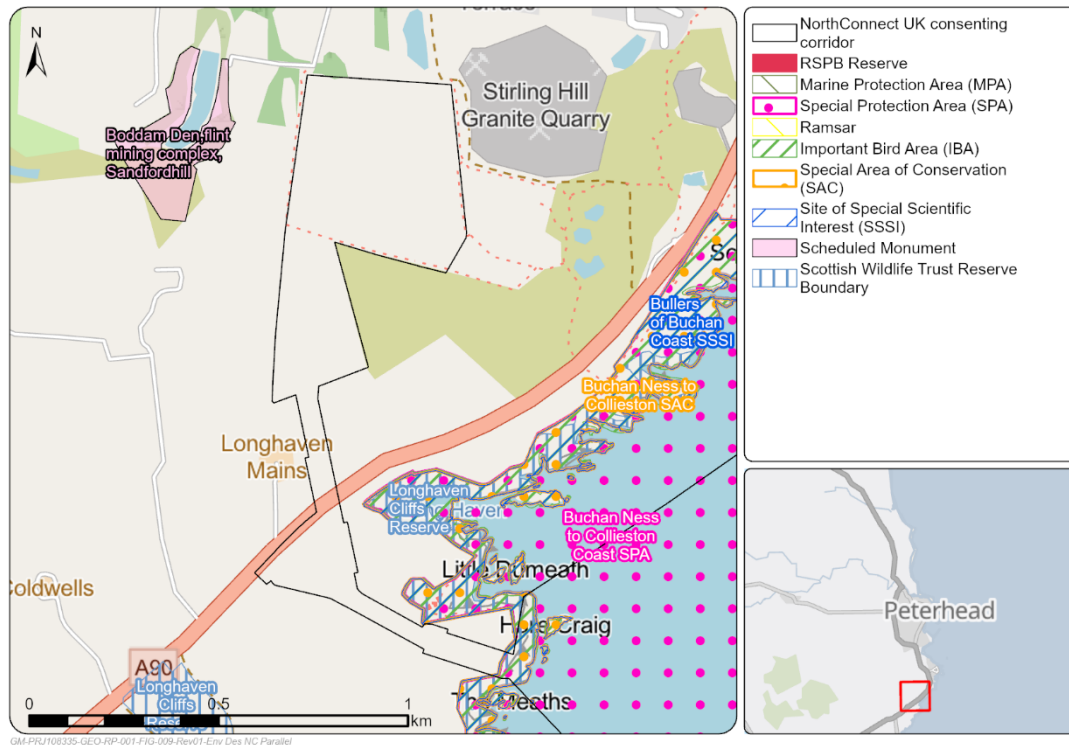 Terrace
N
Stirling Hill
Granite Quarry
Boddam Den,flint
mining complex,
Sandfordhill
Bullers
of Buchan
Coast SSSI
Buchan Ness to
Collieston SAC
Longhaven
Mains
Longhaven
Cliffs
Reserve
Haven
Buchan Ness
to Collieston
Coast SPA
Little Dumeath
Coldwells
Hare Craig
A90
Longhaven
Cliffs
Meaths
0 0.5 1
km
NorthConnect UK consenting
corridor
RSPB Reserve
Marine Protection Area (MPA)
Special Protection Area (SPA)
Ramsar
Important Bird Area (IBA)
Special Area of Conservation
(SAC)
Site of Special Scientific
Interest (SSSI)
Scheduled Monument
Scottish Wildlife Trust Reserve
Boundary
Peterhead
GM-PRJ108335-GEO-RP-001-FIG-009-Rev01-Env Des NC Parallel